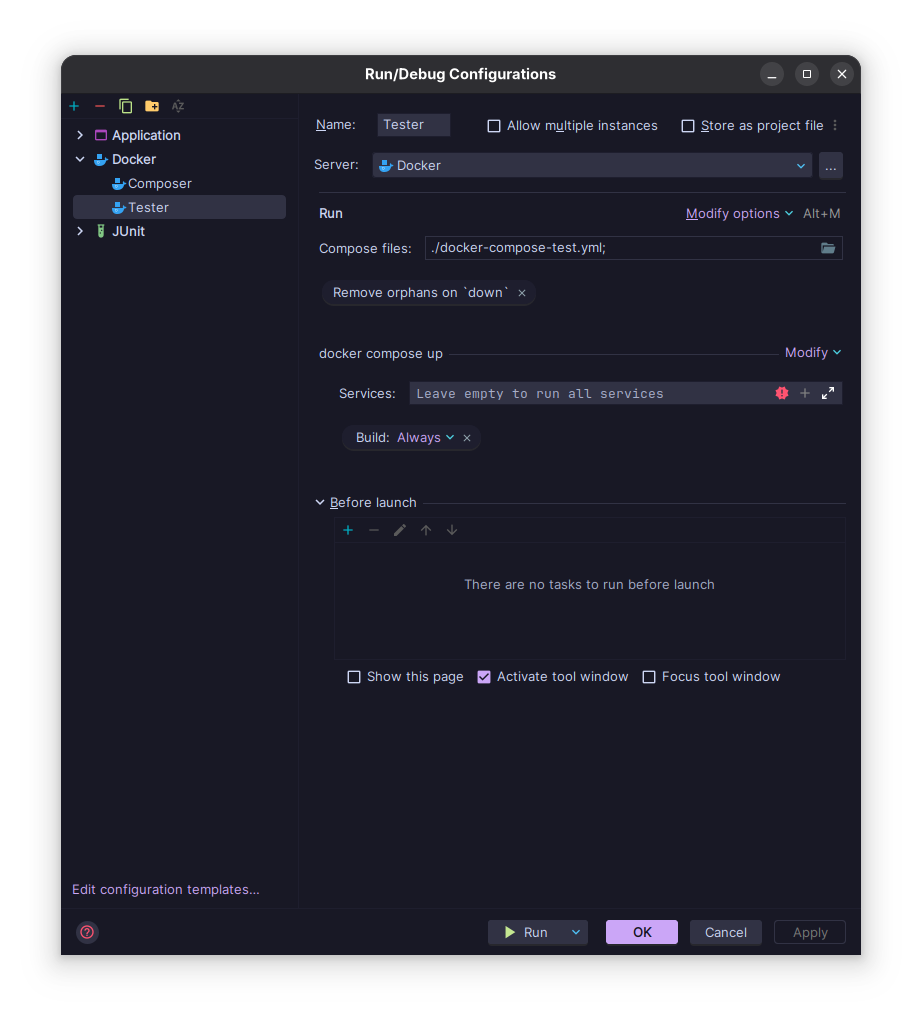 Run/Debug Configurations
Application
Docker
Composer
Tester
JUnit
Edit configuration templates...
Name: Tester Allow multiple instances Store as project file
Server: Docker ...
Run Modify options Alt+M
Compose files: ./docker-compose-test.yml;
Remove orphans on `down`
docker compose up Modify
Services: Leave empty to run all services
Build: Always
Before launch
There are no tasks to run before launch
Show this page Activate tool window Focus tool window
Run OK Cancel Apply